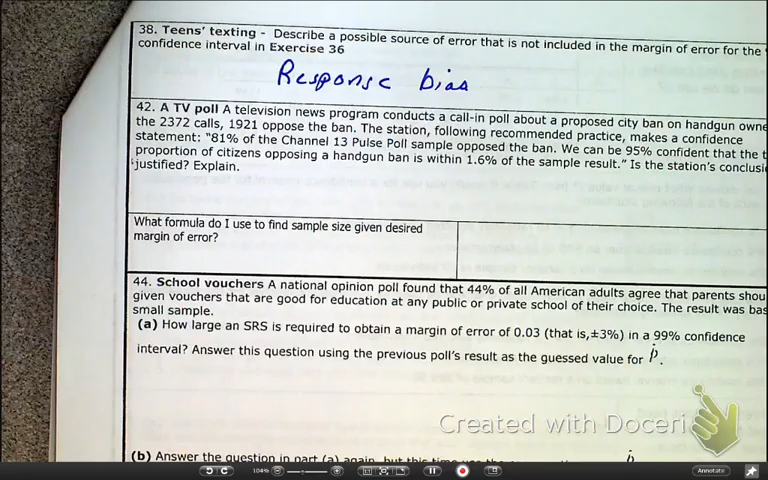 38. Teens' texting - Describe a possible source of error that is not included in the margin of error for the
confidence interval in Exercise 36
Response bias
42. A TV poll A television news program conducts a call-in poll about a proposed city ban on handgun owne
the 2372 calls, 1921 oppose the ban. The station, following recommended practice, makes a confidence
statement: "81% of the Channel 13 Pulse Poll sample opposed the ban. We can be 95% confident that the t
proportion of citizens opposing a handgun ban is within 1.6% of the sample result." Is the station's conclusi
justified? Explain.
What formula do I use to find sample size given desired
margin of error?
44. School vouchers A national opinion poll found that 44% of all American adults agree that parents shou
given vouchers that are good for education at any public or private school of their choice. The result was bas
small sample.
(a) How large an SRS is required to obtain a margin of error of 0.03 (that is,±3%) in a 99% confidence
interval? Answer this question using the previous poll's result as the guessed value for p̂.
Created with Doceri
(b) Answer the question in part (a) again, but this time use the
104%
Annotate